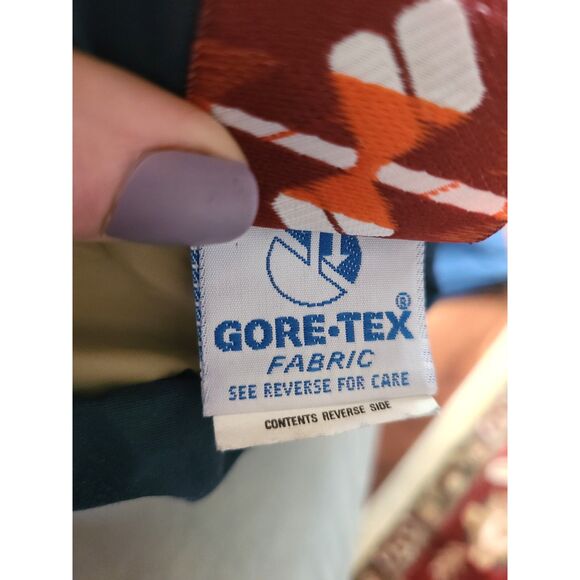 GORE-TEX®
FABRIC
SEE REVERSE FOR CARE
CONTENTS REVERSE SIDE